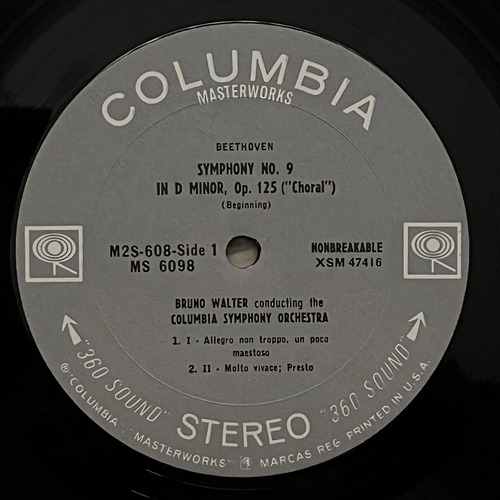 COLUMBIA
MASTERWORKS
BEETHOVEN
SYMPHONY NO. 9
IN D MINOR, Op. 125 ("Choral")
(Beginning)
M2S-608-Side 1
MS 6098
NONBREAKABLE
XSM 47416
BRUNO WALTER conducting the
COLUMBIA SYMPHONY ORCHESTRA
1. I - Allegro non troppo, un poco
maestoso
2. II - Molto vivace; Presto
"360 SOUND" STEREO "360 SOUND"
"COLUMBIA" "MASTERWORKS" MARCAS REG. PRINTED IN U.S.A.